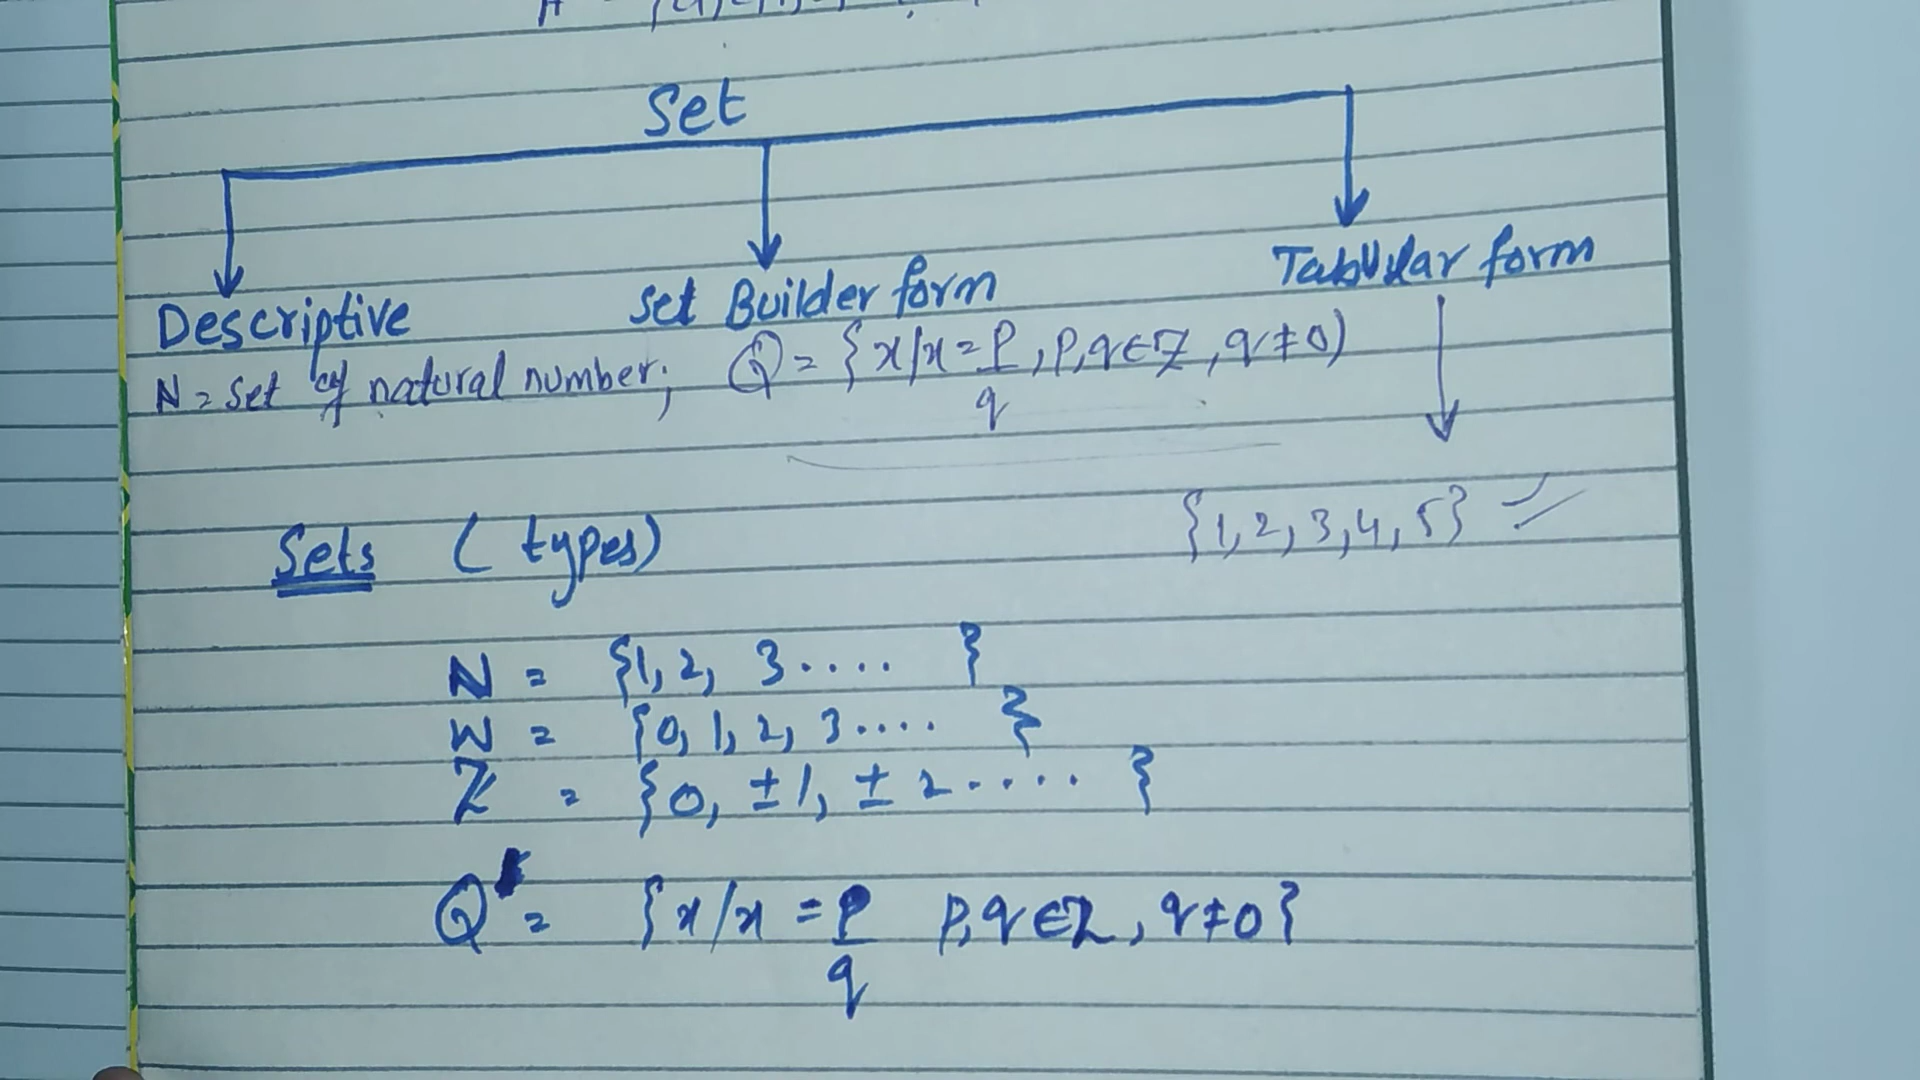 Set
Descriptive
Set Builder form
Tabular form
N = Set of natural number;
Q = {x/x = p/q, p,q ∈ Z, q ≠ 0)
{1,2,3,4,5}
Sets (types)
N = {1, 2, 3.... }
W = {0, 1, 2, 3.... }
Z = {0, ±1, ±2..... }
Q = {x/x = p/q p,q ∈ Z, q ≠ 0}